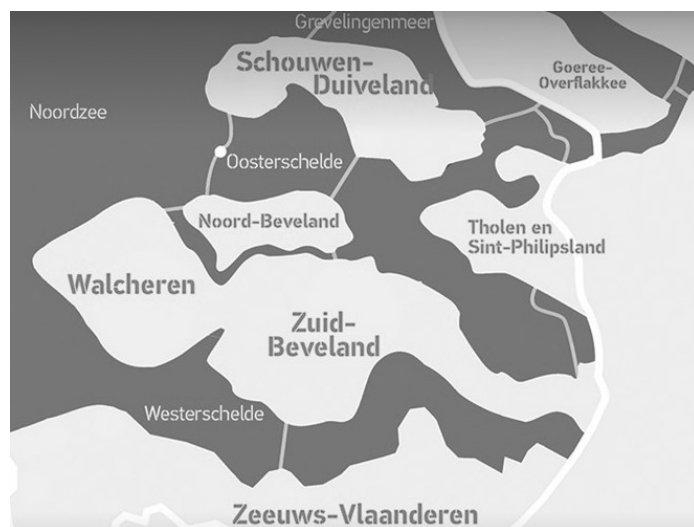 Grevelingenmeer
Schouwen-
Duiveland
Goeree-
Overflakkee
Noordzee
Oosterschelde
Noord-Beveland
Tholen en
Sint-Philipsland
Walcheren
Zuid-
Beveland
Westerschelde
Zeeuws-Vlaanderen